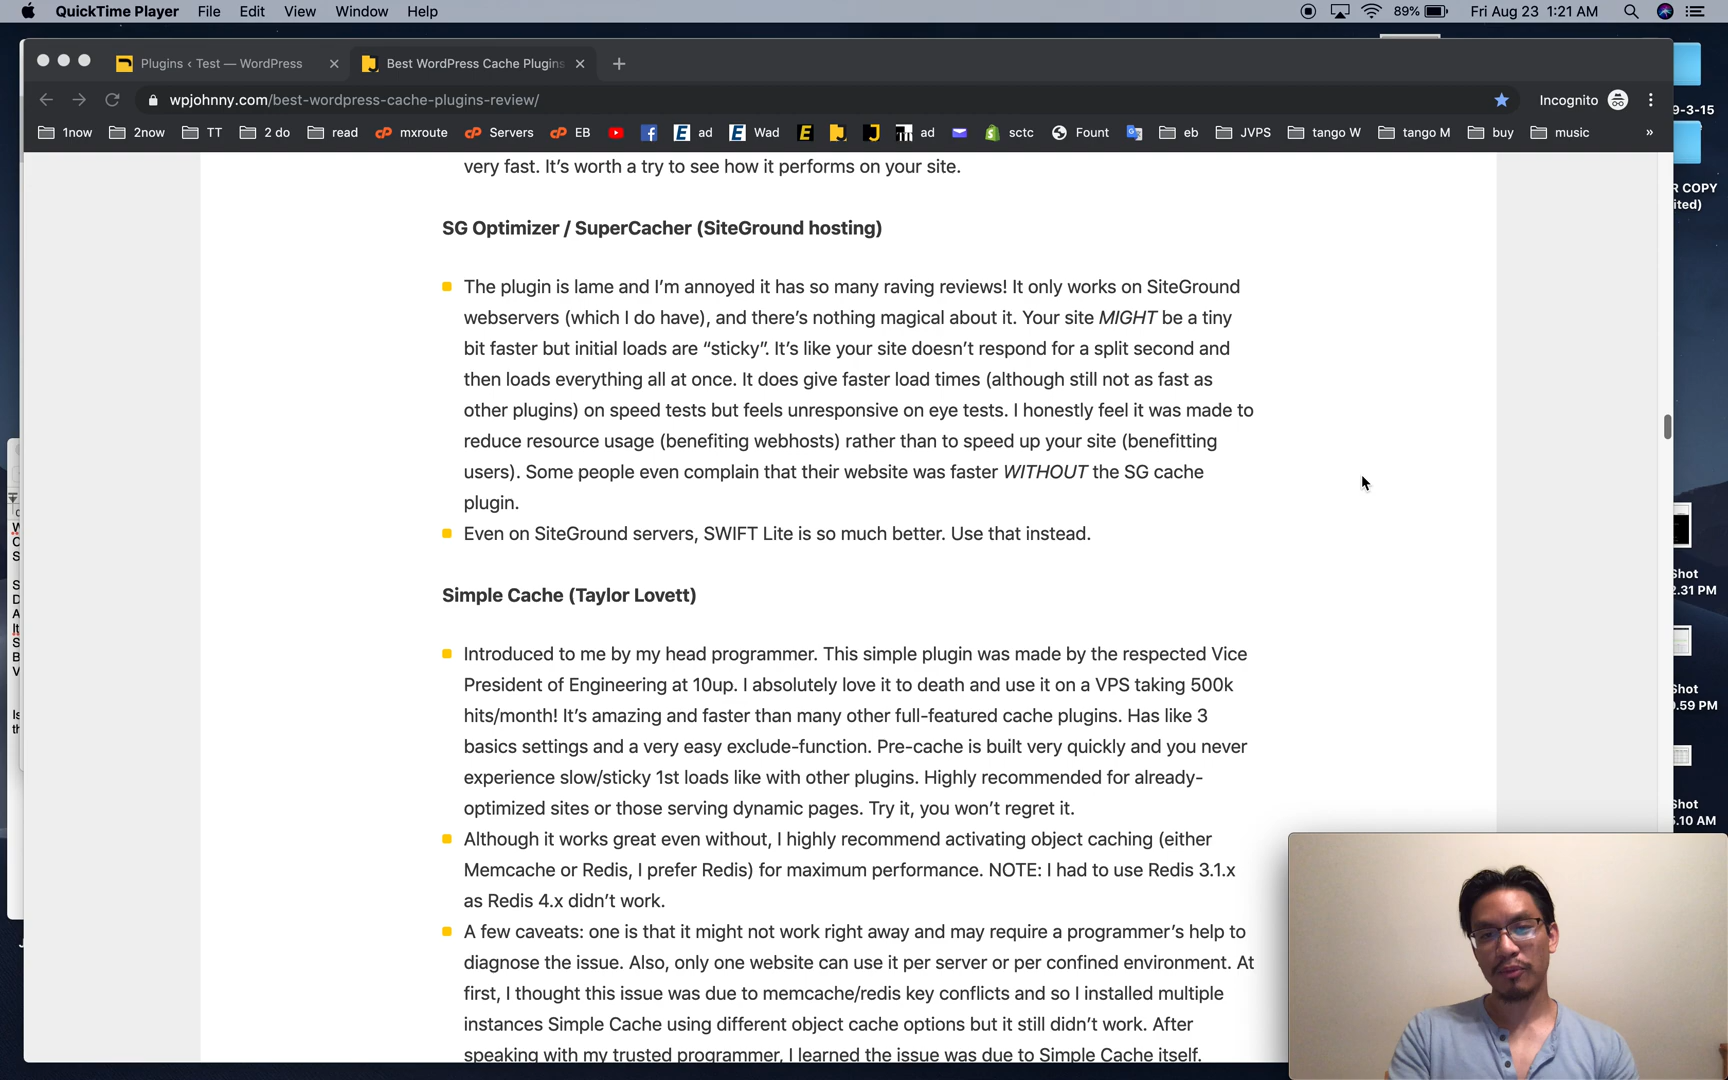 QuickTime Player File Edit View Window Help 89% Fri Aug 23 1:21 AM
Plugins ‹ Test — WordPress Best WordPress Cache Plugins
wpjohnny.com/best-wordpress-cache-plugins-review/ Incognito
1now 2now TT 2 do read mxroute Servers EB ad Wad ad sctc Fount eb JVPS tango W tango M buy music »
very fast. It’s worth a try to see how it performs on your site.
SG Optimizer / SuperCacher (SiteGround hosting)
The plugin is lame and I’m annoyed it has so many raving reviews! It only works on SiteGround
webservers (which I do have), and there’s nothing magical about it. Your site MIGHT be a tiny
bit faster but initial loads are “sticky”. It’s like your site doesn’t respond for a split second and
then loads everything all at once. It does give faster load times (although still not as fast as
other plugins) on speed tests but feels unresponsive on eye tests. I honestly feel it was made to
reduce resource usage (benefiting webhosts) rather than to speed up your site (benefitting
users). Some people even complain that their website was faster WITHOUT the SG cache
plugin.
Even on SiteGround servers, SWIFT Lite is so much better. Use that instead.
Simple Cache (Taylor Lovett)
Introduced to me by my head programmer. This simple plugin was made by the respected Vice
President of Engineering at 10up. I absolutely love it to death and use it on a VPS taking 500k
hits/month! It’s amazing and faster than many other full-featured cache plugins. Has like 3
basics settings and a very easy exclude-function. Pre-cache is built very quickly and you never
experience slow/sticky 1st loads like with other plugins. Highly recommended for already-
optimized sites or those serving dynamic pages. Try it, you won’t regret it.
Although it works great even without, I highly recommend activating object caching (either
Memcache or Redis, I prefer Redis) for maximum performance. NOTE: I had to use Redis 3.1.x
as Redis 4.x didn’t work.
A few caveats: one is that it might not work right away and may require a programmer’s help to
diagnose the issue. Also, only one website can use it per server or per confined environment. At
first, I thought this issue was due to memcache/redis key conflicts and so I installed multiple
instances Simple Cache using different object cache options but it still didn’t work. After
speaking with my trusted programmer, I learned the issue was due to Simple Cache itself.
9-3-15
R COPY
ited)
Shot
2.31 PM
Shot
9.59 PM
Shot
5.10 AM